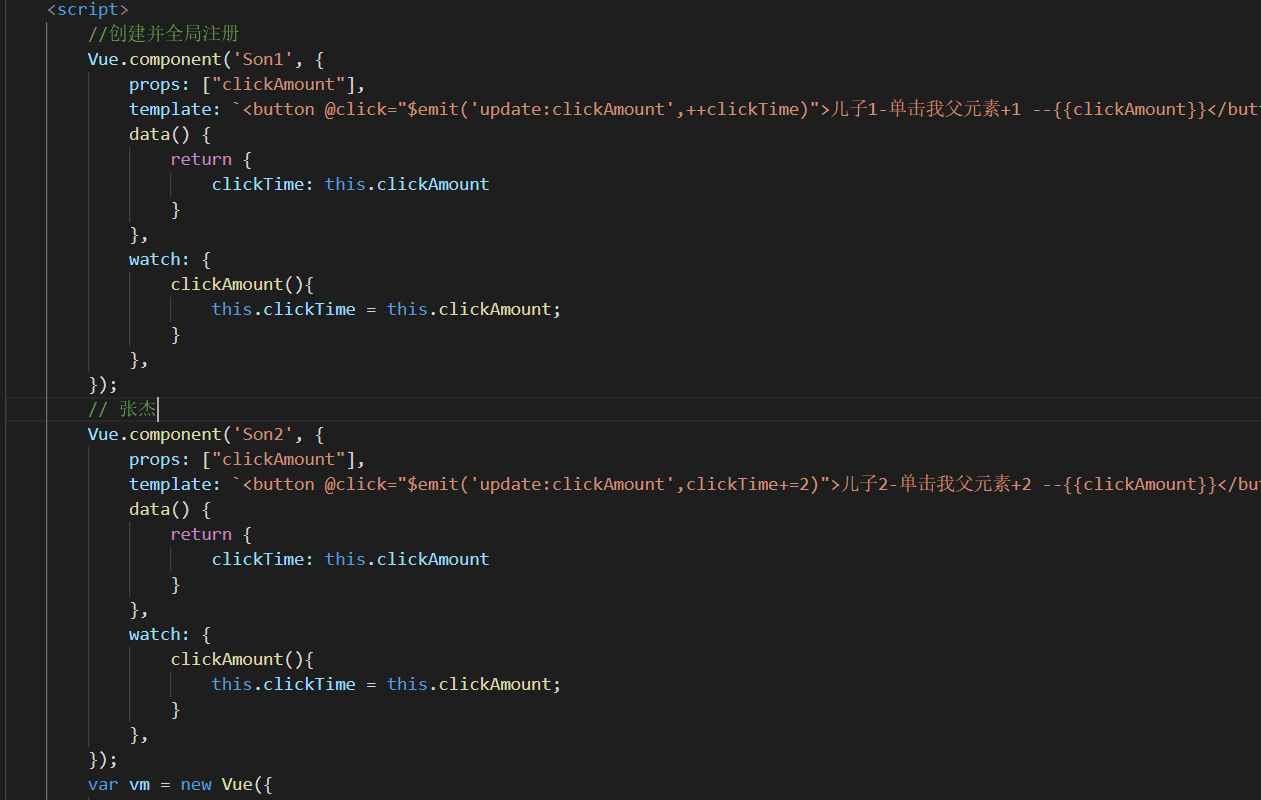 <script>
//创建并全局注册
Vue.component('Son1', {
props: ["clickAmount"],
template: `<button @click="$emit('update:clickAmount',++clickTime)">儿子1-单击我父元素+1 --{{clickAmount}}</but
data() {
return {
clickTime: this.clickAmount
}
},
watch: {
clickAmount(){
this.clickTime = this.clickAmount;
}
},
});
// 张杰
Vue.component('Son2', {
props: ["clickAmount"],
template: `<button @click="$emit('update:clickAmount',clickTime+=2)">儿子2-单击我父元素+2 --{{clickAmount}}</bu
data() {
return {
clickTime: this.clickAmount
}
},
watch: {
clickAmount(){
this.clickTime = this.clickAmount;
}
},
});
var vm = new Vue({